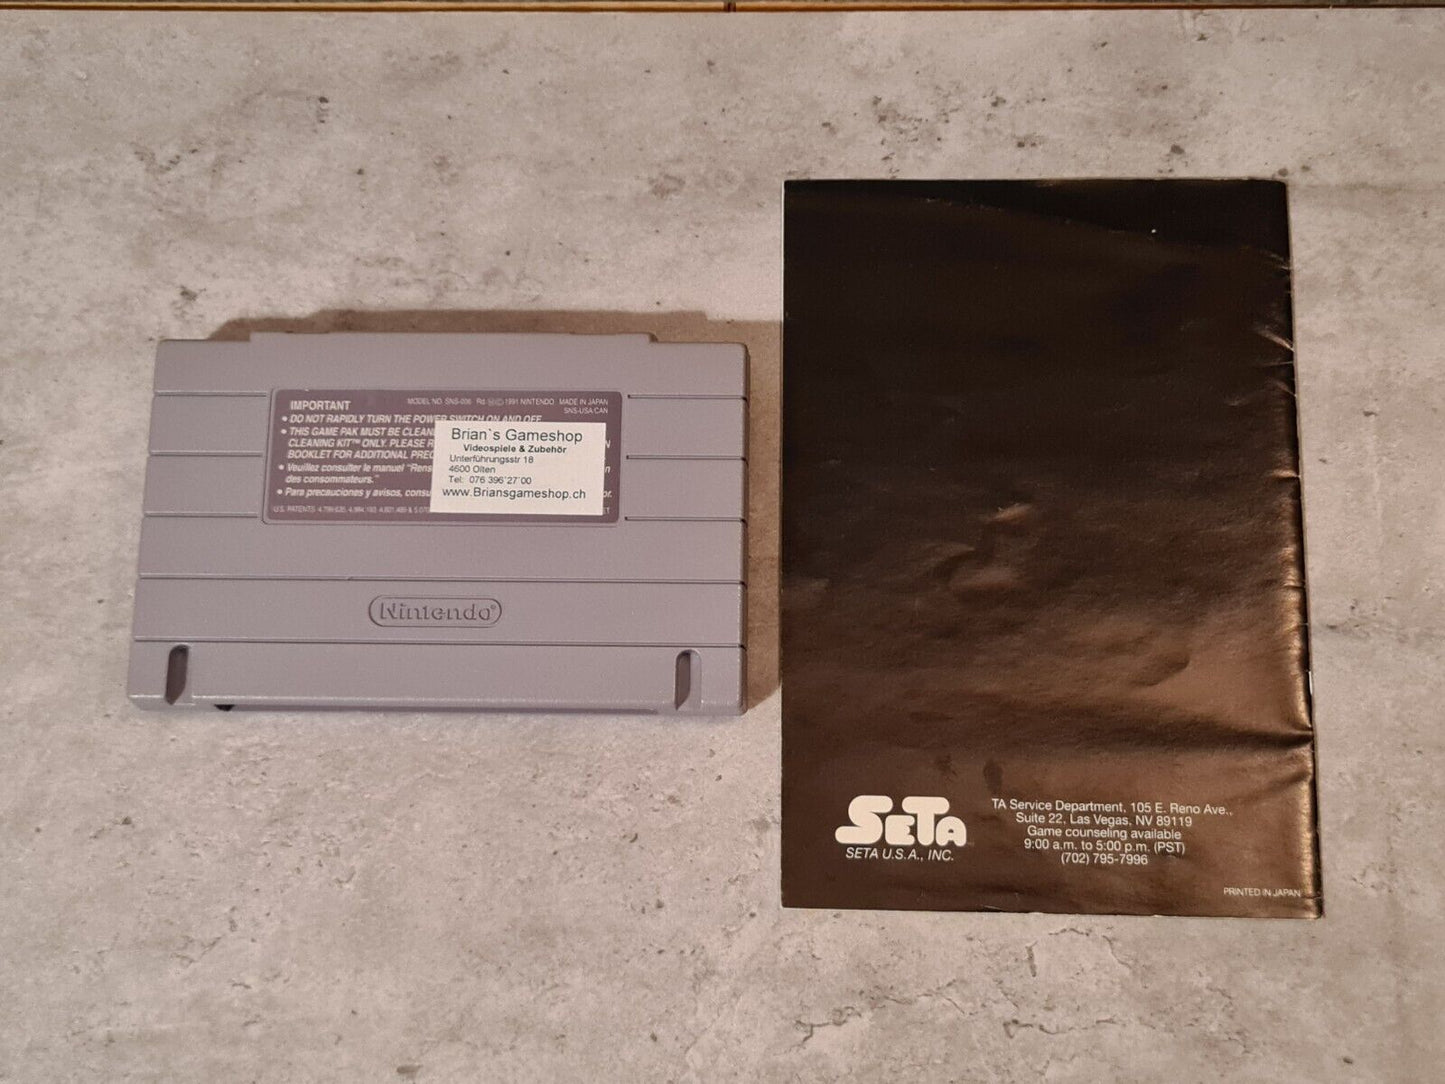 IMPORTANT
MODEL NO. SNS-006 Pd. Ⓜ Ⓒ 1991 NINTENDO MADE IN JAPAN
SNS-USA/CAN
• DO NOT RAPIDLY TURN THE POWER SWITCH ON AND OFF.
• THIS GAME PAK MUST BE CLEAN
CLEANING KIT™ ONLY. PLEASE R
BOOKLET FOR ADDITIONAL PREC
• Veuillez consulter le manuel "Rens on
des consommateurs."
• Para precauciones y avisos, consu or.
U.S. PATENTS
Brian`s Gameshop
Videospiele & Zubehör
Unterführungsstr 18
4600 Olten
Tel: 076 396`27`00
www.Briansgameshop.ch
Nintendo®
SETA
SETA U.S.A., INC.
TA Service Department, 105 E. Reno Ave.,
Suite 22, Las Vegas, NV 89119
Game counseling available
9:00 a.m. to 5:00 p.m. (PST)
(702) 795-7996
PRINTED IN JAPAN